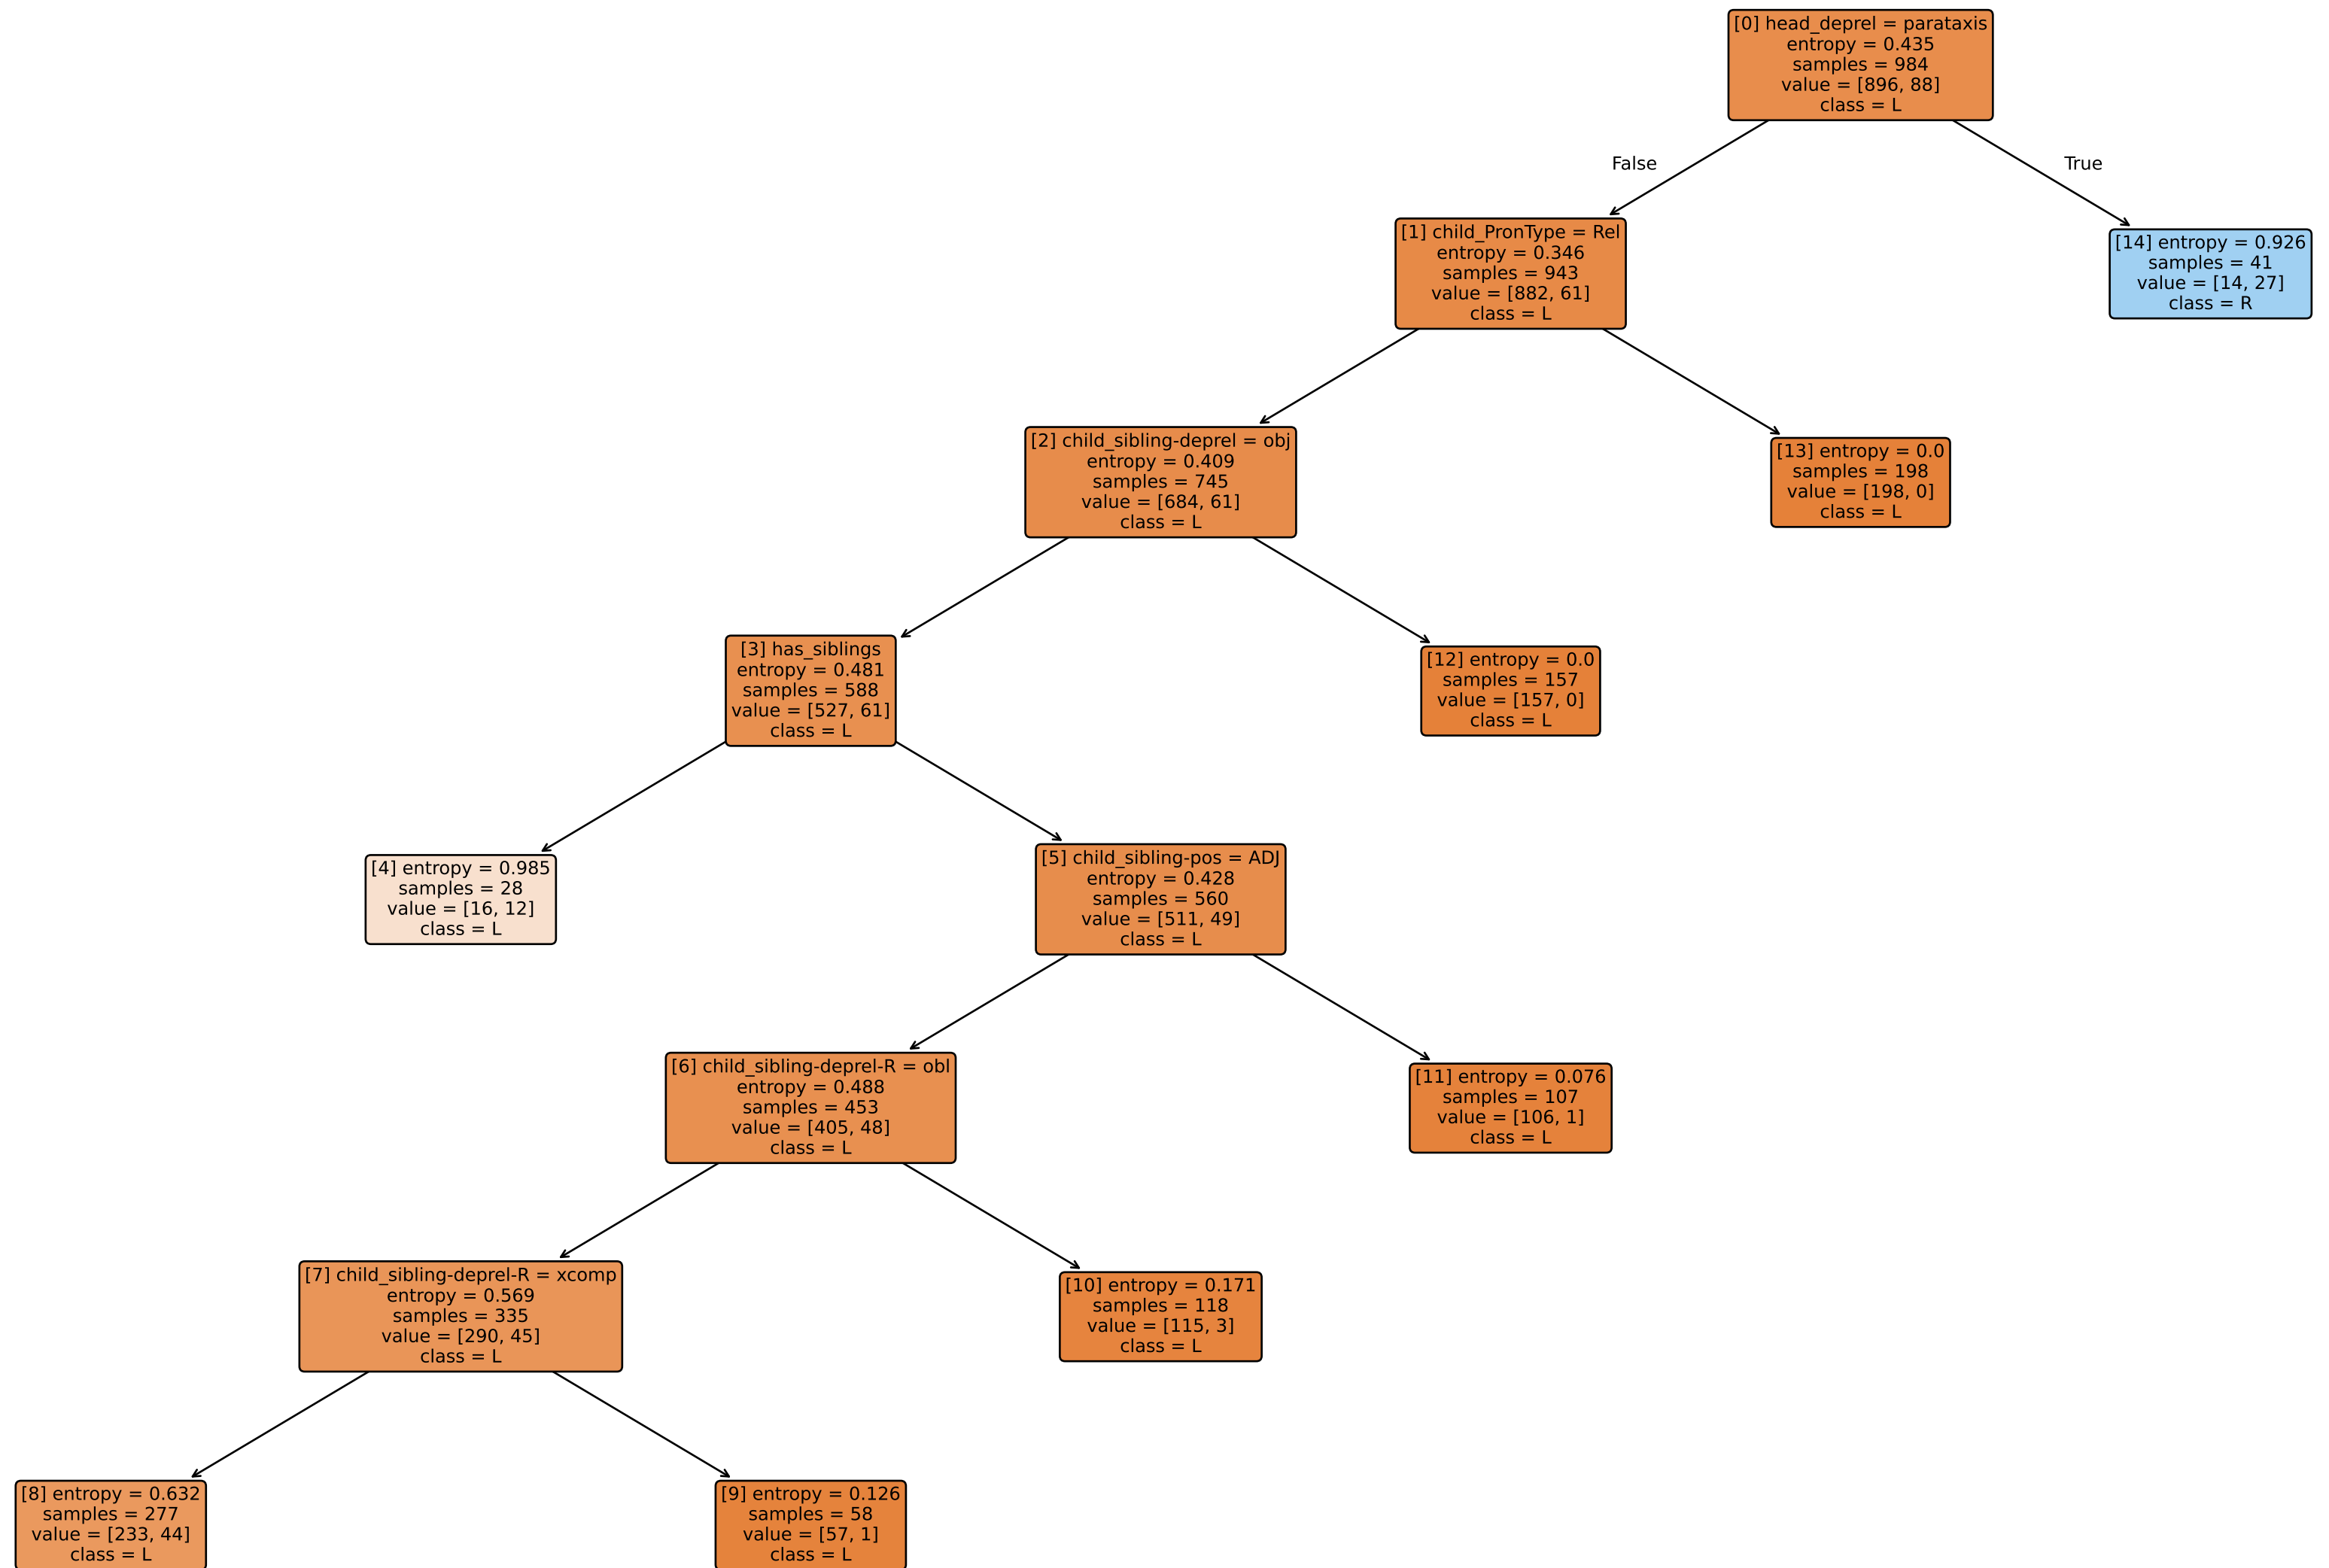 [0] head_deprel = parataxis
entropy = 0.435
samples = 984
value = [896, 88]
class = L
False
True
[1] child_PronType = Rel
entropy = 0.346
samples = 943
value = [882, 61]
class = L
[14] entropy = 0.926
samples = 41
value = [14, 27]
class = R
[2] child_sibling-deprel = obj
entropy = 0.409
samples = 745
value = [684, 61]
class = L
[13] entropy = 0.0
samples = 198
value = [198, 0]
class = L
[3] has_siblings
entropy = 0.481
samples = 588
value = [527, 61]
class = L
[12] entropy = 0.0
samples = 157
value = [157, 0]
class = L
[4] entropy = 0.985
samples = 28
value = [16, 12]
class = L
[5] child_sibling-pos = ADJ
entropy = 0.428
samples = 560
value = [511, 49]
class = L
[6] child_sibling-deprel-R = obl
entropy = 0.488
samples = 453
value = [405, 48]
class = L
[11] entropy = 0.076
samples = 107
value = [106, 1]
class = L
[7] child_sibling-deprel-R = xcomp
entropy = 0.569
samples = 335
value = [290, 45]
class = L
[10] entropy = 0.171
samples = 118
value = [115, 3]
class = L
[8] entropy = 0.632
samples = 277
value = [233, 44]
class = L
[9] entropy = 0.126
samples = 58
value = [57, 1]
class = L